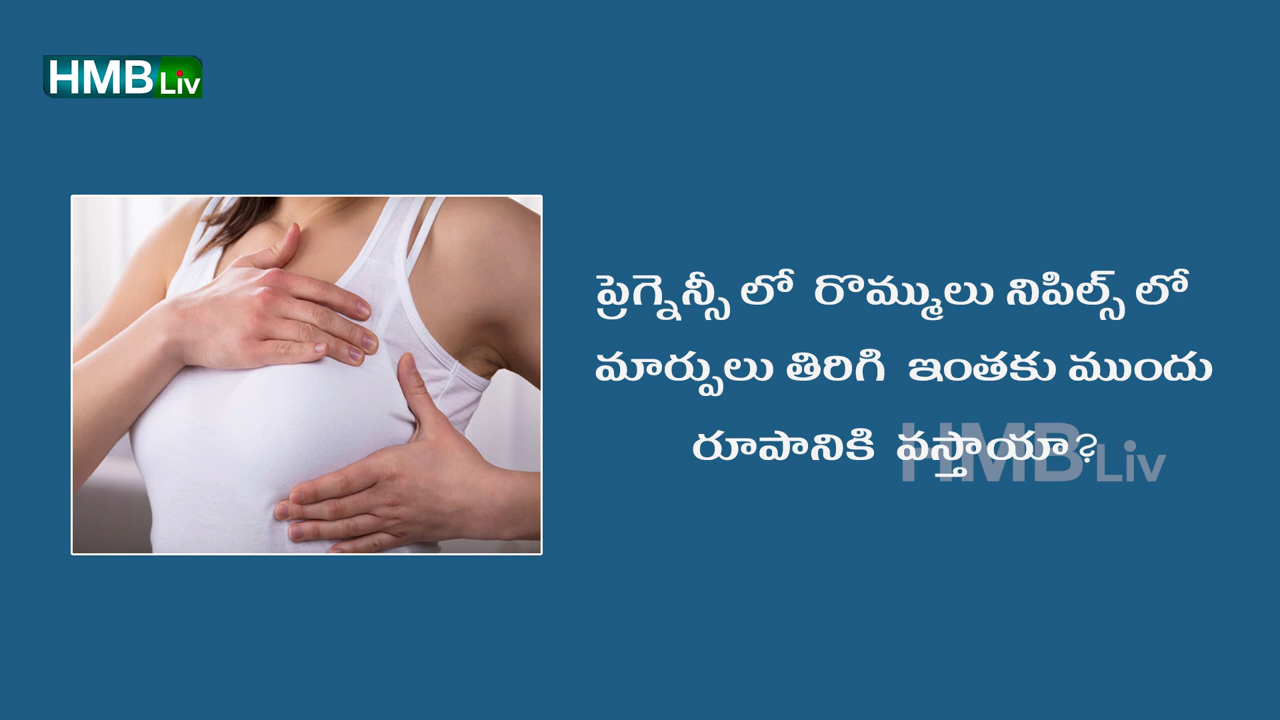 HMB Liv
ప్రెగ్నెన్సీ లో రొమ్ములు నిపిల్స్ లో
మార్పులు తిరిగి ఇంతకు ముందు
రూపానికి వస్తాయా?
HMB Liv